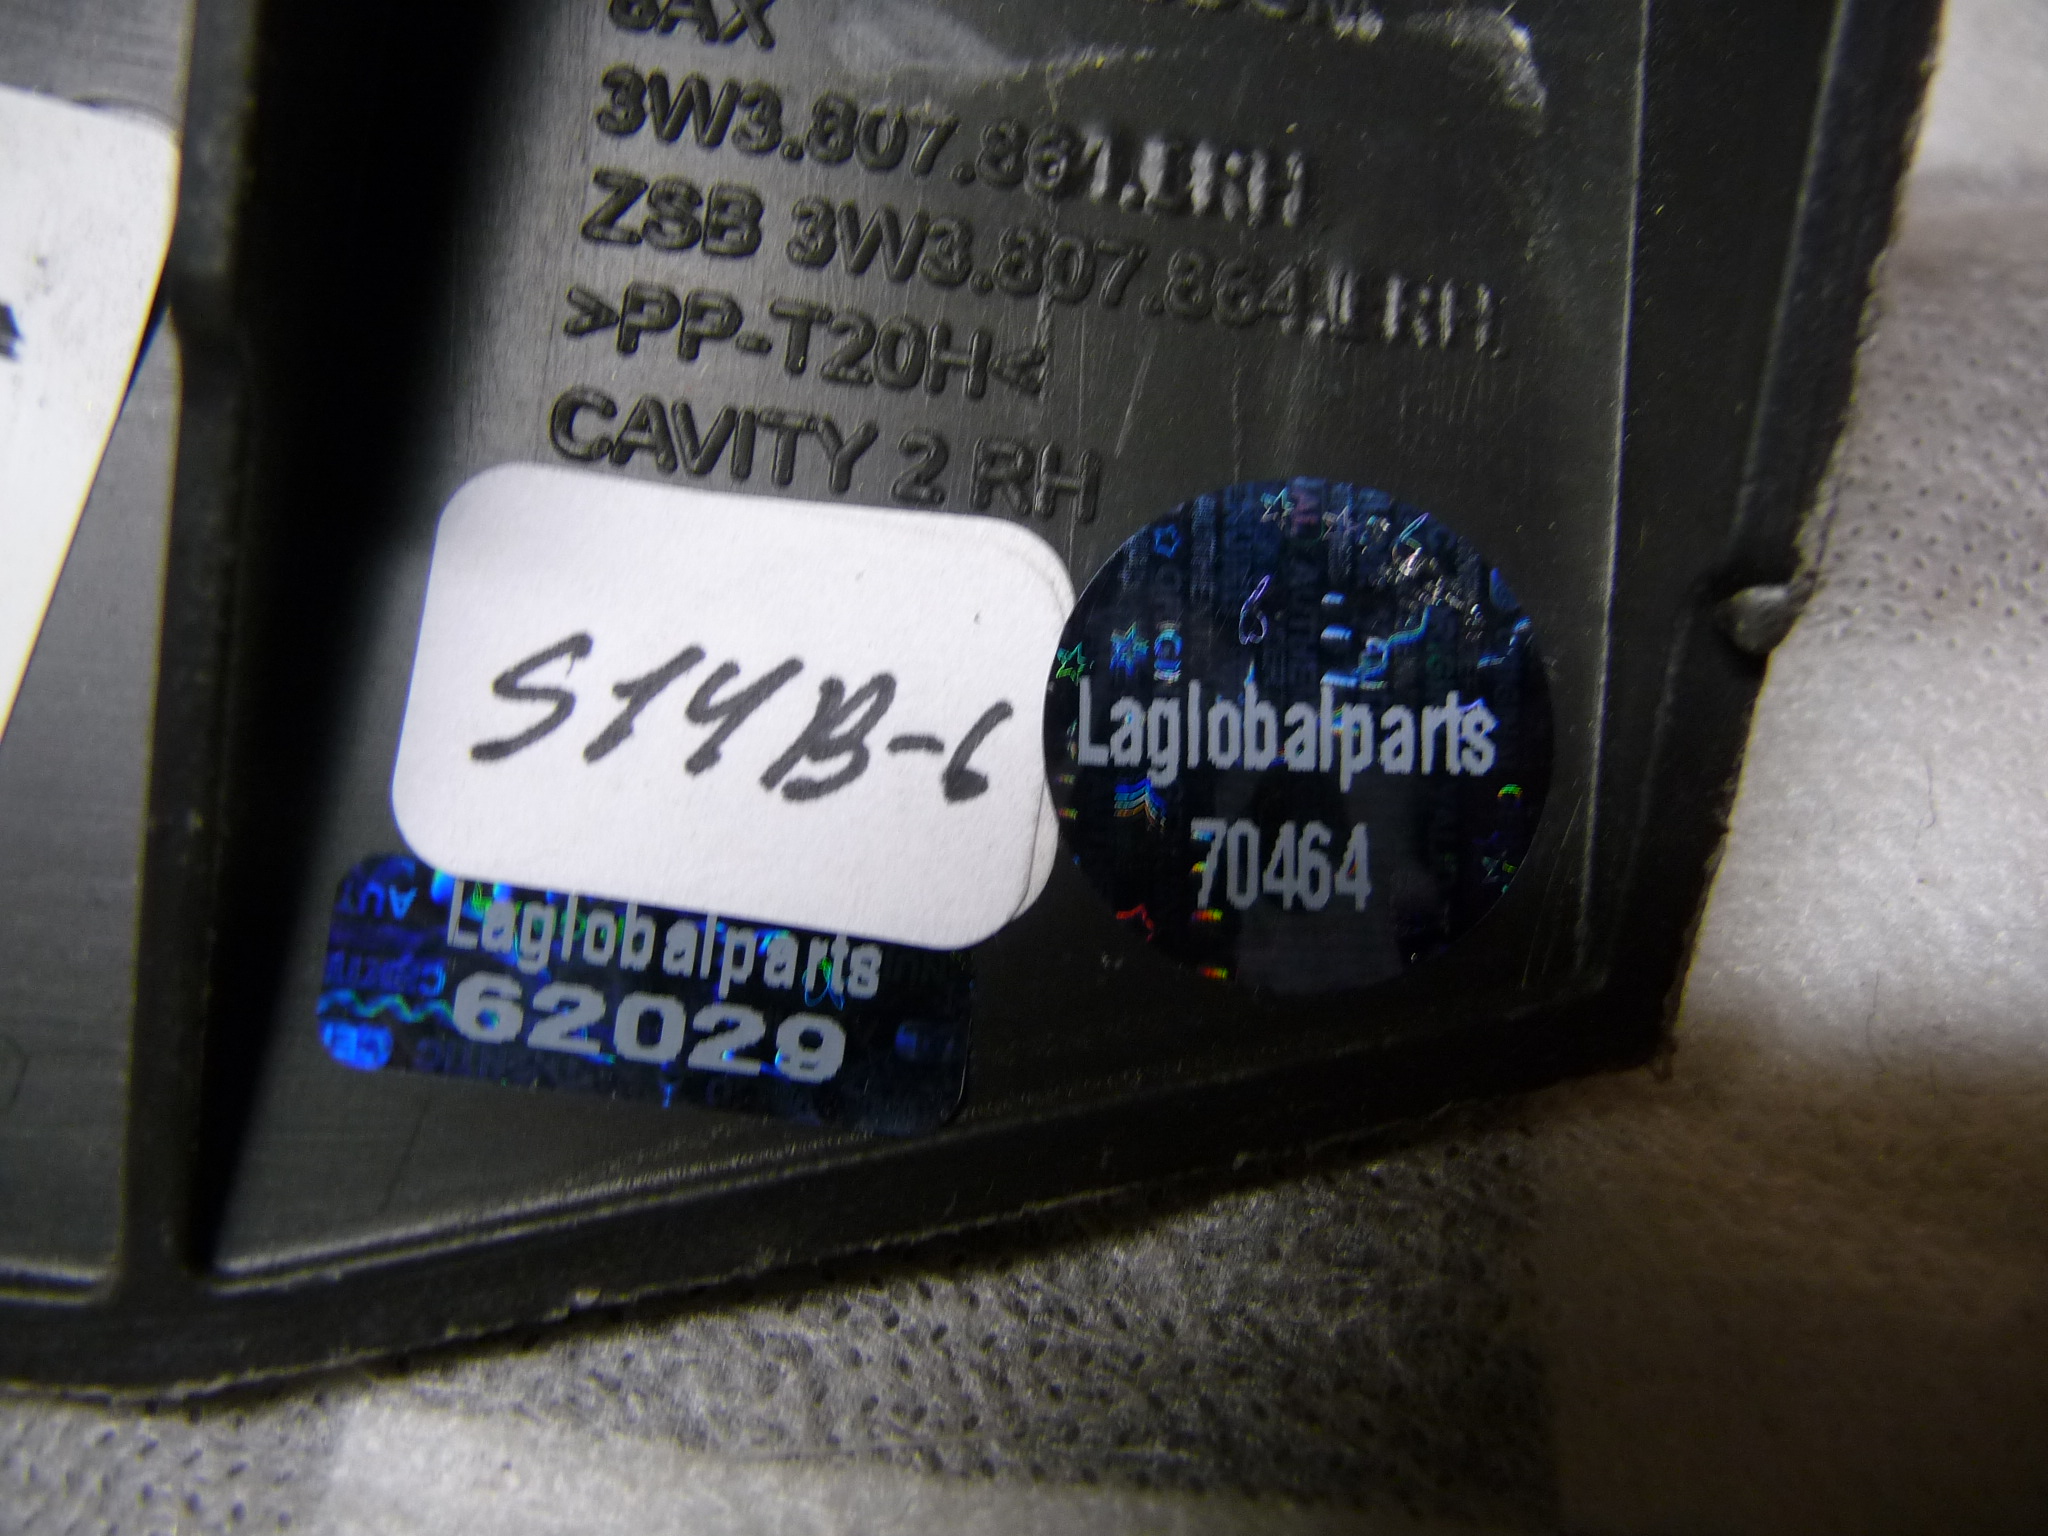 6AX
3W3.807.861
ZSB 3W3.807.864 RH
>PP-T20H<
CAVITY 2 RH
S14B-6
Laglobalparts
70464
Laglobalparts
62029